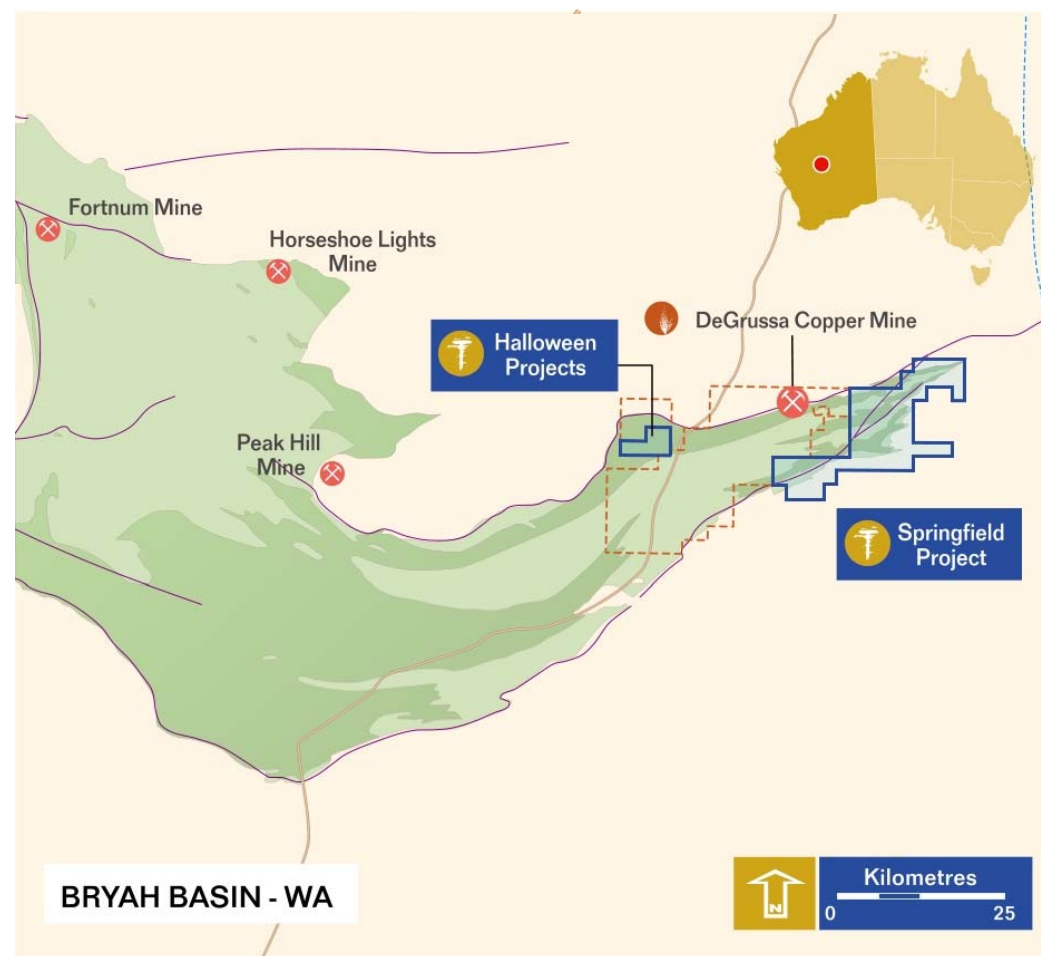 Fortnum Mine
Horseshoe Lights
Mine
DeGrussa Copper Mine
Halloween
Projects
Peak Hill
Mine
Springfield
Project
BRYAH BASIN - WA
N
Kilometres
0 25